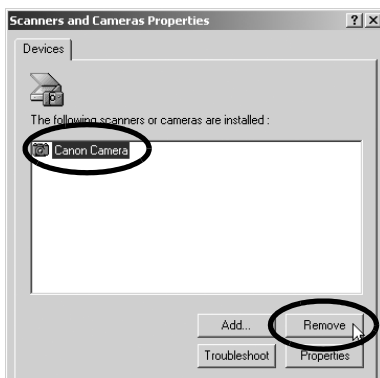 Scanners and Cameras Properties
Devices
The following scanners or cameras are installed :
Canon Camera
Add... Remove
Troubleshoot Properties